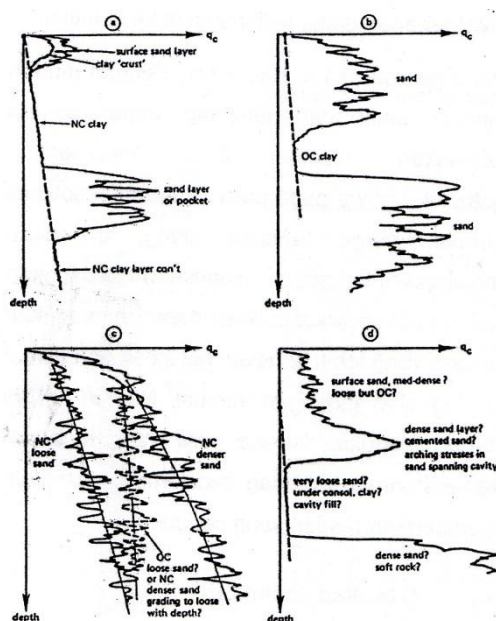 a
qc
surface sand layer
clay 'crust'
NC clay
sand layer
or pocket
NC clay layer con't
depth
b
qc
sand
OC clay
sand
depth
c
qc
NC
loose
sand
NC
denser
sand
OC
loose sand?
or NC
denser sand
grading to loose
with depth?
depth
d
qc
surface sand, med-dense?
loose but OC?
dense sand layer?
cemented sand?
arching stresses in
sand spanning cavity
very loose sand?
under consol, clay?
cavity fill?
dense sand?
soft rock?
depth